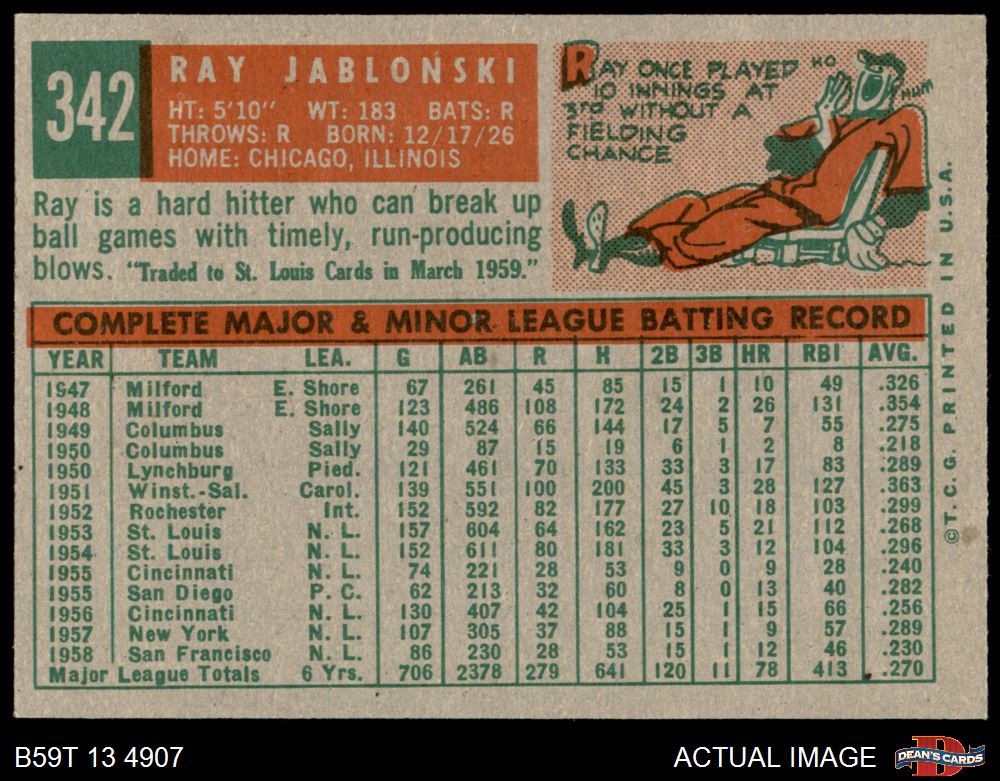 342
RAY JABLONSKI
HT: 5'10" WT: 183 BATS: R
THROWS: R BORN: 12/17/26
HOME: CHICAGO, ILLINOIS
RAY ONCE PLAYED
10 INNINGS AT
3RD WITHOUT A
FIELDING
CHANCE
HO
HUM
Ray is a hard hitter who can break up
ball games with timely, run-producing
blows. "Traded to St. Louis Cards in March 1959."
COMPLETE MAJOR & MINOR LEAGUE BATTING RECORD
YEAR TEAM LEA. G AB R H 2B 3B HR RBI AVG.
1947 Milford E. Shore 67 261 45 85 15 1 10 49 .326
1948 Milford E. Shore 123 486 108 172 24 2 26 131 .354
1949 Columbus Sally 140 524 66 144 17 5 7 55 .275
1950 Columbus Sally 29 87 15 19 6 1 2 8 .218
1950 Lynchburg Pied. 121 461 70 133 33 3 17 83 .289
1951 Winst.-Sal. Carol. 139 551 100 200 45 3 28 127 .363
1952 Rochester Int. 152 592 82 177 27 10 18 103 .299
1953 St. Louis N. L. 157 604 64 162 23 5 21 112 .268
1954 St. Louis N. L. 152 611 80 181 33 3 12 104 .296
1955 Cincinnati N. L. 74 221 28 53 9 0 9 28 .240
1955 San Diego P. C. 62 213 32 60 8 0 13 40 .282
1956 Cincinnati N. L. 130 407 42 104 25 1 15 66 .256
1957 New York N. L. 107 305 37 88 15 1 9 57 .289
1958 San Francisco N. L. 86 230 28 53 15 1 12 46 .230
Major League Totals 6 Yrs. 706 2378 279 641 120 11 78 413 .270
©T. C. G. PRINTED IN U.S.A.
B59T 13 4907
ACTUAL IMAGE
D
DEAN'S CARDS